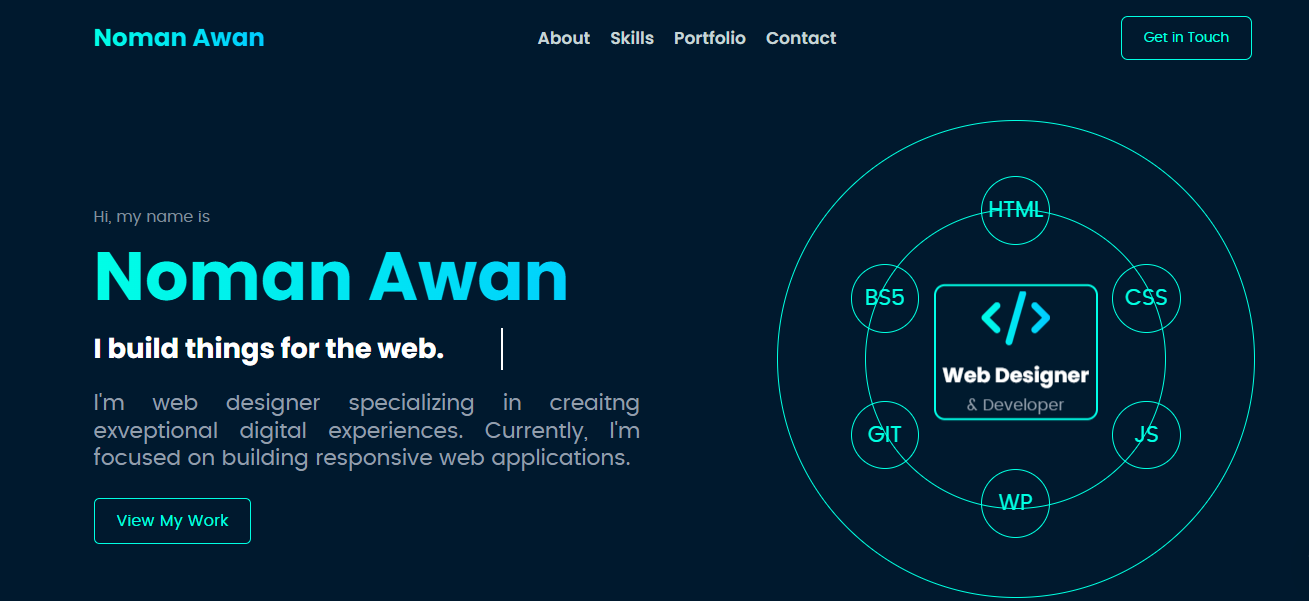 Noman Awan
About Skills Portfolio Contact
Get in Touch
Hi, my name is
Noman Awan
I build things for the web.
I'm web designer specializing in creaitng
exveptional digital experiences. Currently, I'm
focused on building responsive web applications.
View My Work
HTML
BS5
CSS
</>
Web Designer
& Developer
GIT
JS
WP